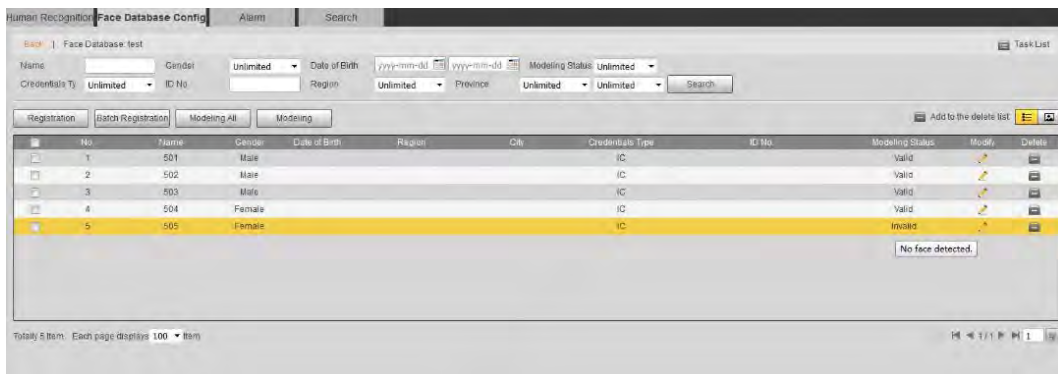 Human Recognition Face Database Config Alarm Search
Back | Face Database: test Task List
Name Gender Unlimited Date of Birth yyyy-mm-dd yyyy-mm-dd Modeling Status Unlimited
Credentials Ty Unlimited ID No. Region Unlimited Province Unlimited Unlimited Search
Registration Batch Registration Modeling All Modeling Add to the delete list
No. Name Gender Date of Birth Region City Credentials Type ID No. Modeling Status Modify Delete
1 501 Male IC Valid
2 502 Male IC Valid
3 503 Male IC Valid
4 504 Female IC Valid
5 505 Female IC Invalid
No face detected.
Totally 5 Item Each page displays 100 Item 1/1 1